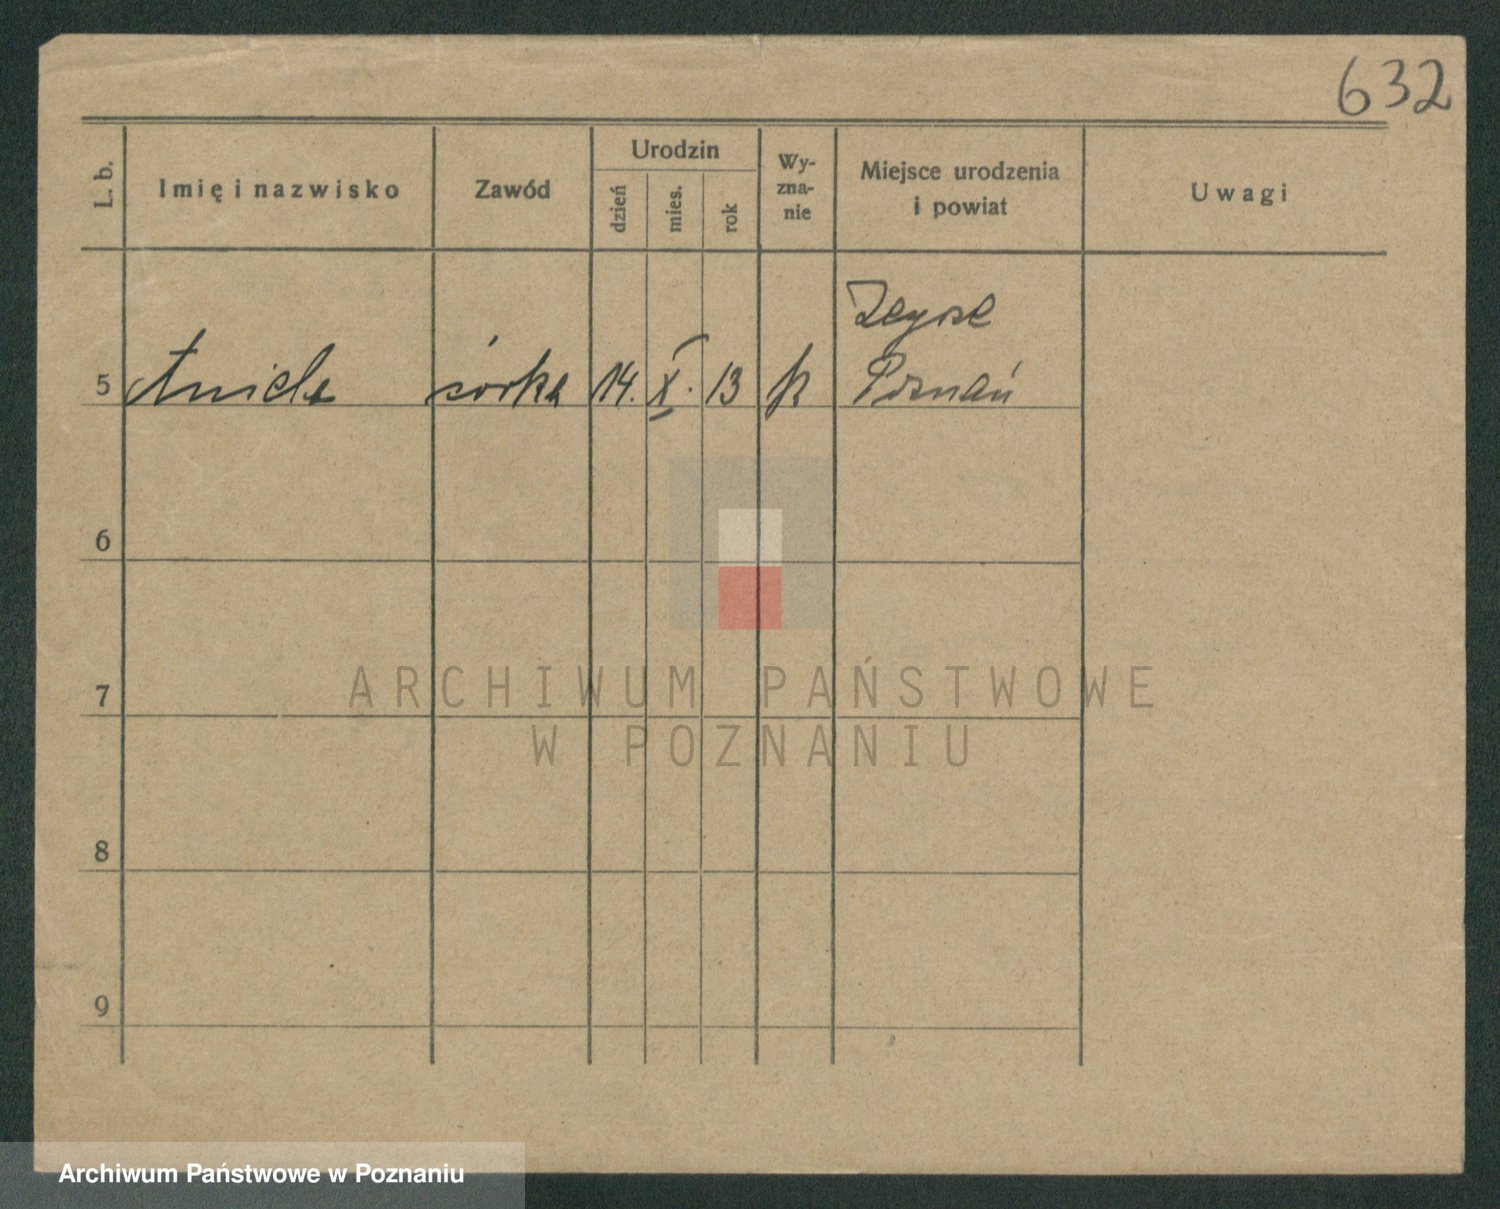 632
L. b.
Imię i nazwisko
Zawód
Urodzin
dzień
mies.
rok
Wy-
zna-
nie
Miejsce urodzenia
i powiat
Uwagi
5 Aniela córka 14. X. 13
Poznań
6
7
8
9
ARCHIWUM PAŃSTWOWE
W POZNANIU
Archiwum Państwowe w Poznaniu